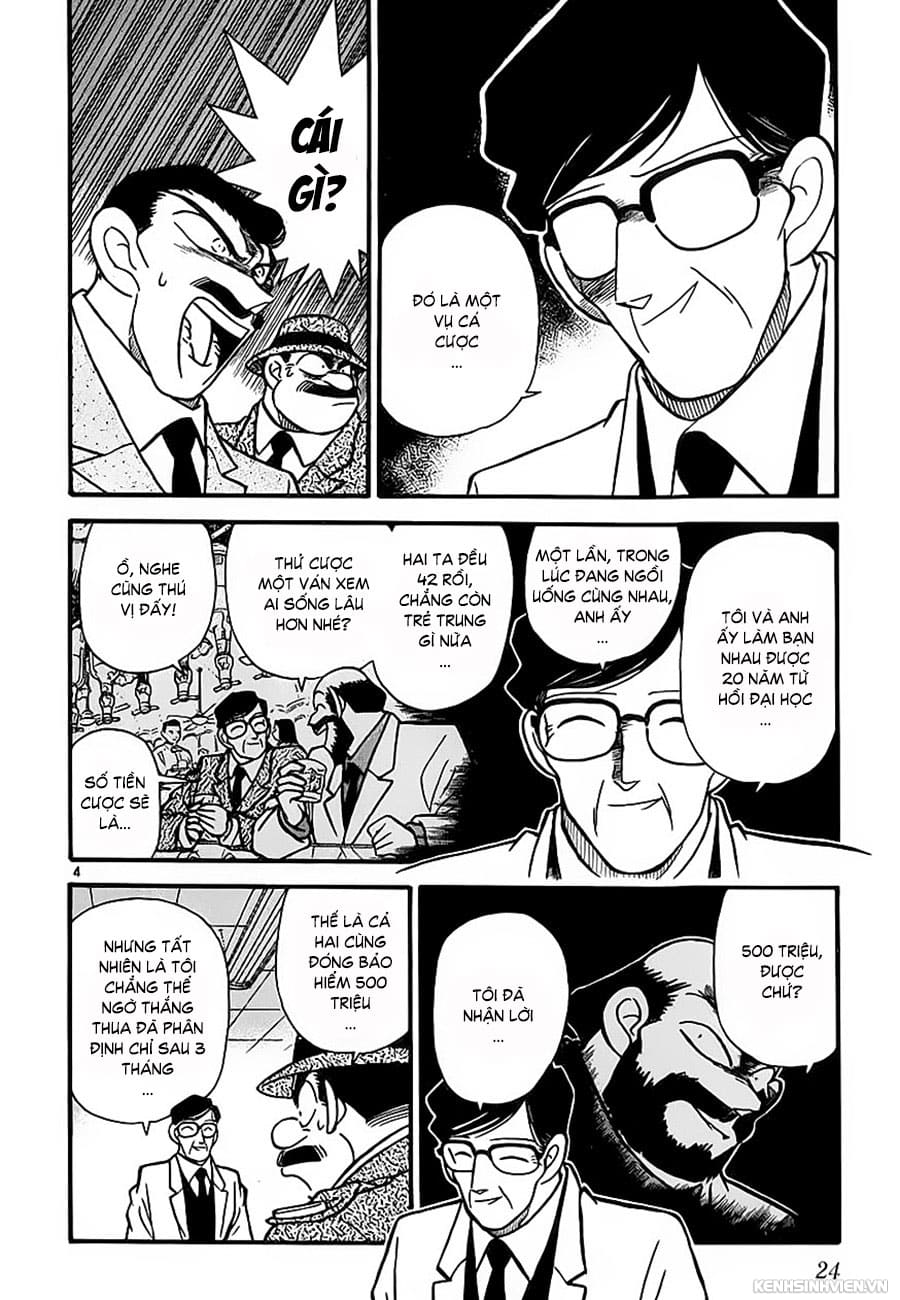 ĐÓ LÀ MỘT
VỤ CÁ
CƯỢC
...
CÁI
GÌ?
TÔI VÀ ANH
ẤY LÀM BẠN
NHAU ĐƯỢC
20 NĂM TỪ
HỒI ĐẠI HỌC
...
MỘT LẦN, TRONG
LÚC ĐANG NGỒI
UỐNG CÙNG NHAU,
ANH ẤY
...
HAI TA ĐỀU
42 RỒI,
CHẲNG CÒN
TRẺ TRUNG
GÌ NỮA
...
THỬ CƯỢC
MỘT VÁN XEM
AI SỐNG LÂU
HƠN NHÉ?
Ồ, NGHE
CŨNG THÚ
VỊ ĐẤY!
SỐ TIỀN
CƯỢC SẼ
LÀ...
4
500 TRIỆU,
ĐƯỢC
CHỨ?
TÔI ĐÃ
NHẬN LỜI
...
THẾ LÀ CẢ
HAI CÙNG
ĐÓNG BẢO
HIỂM 500
TRIỆU
...
NHƯNG TẤT
NHIÊN LÀ TÔI
CHẲNG THỂ
NGỜ THẮNG
THUA ĐÃ PHÂN
ĐỊNH CHỈ SAU 3
THÁNG
...
24
KENHSINHVIEN.VN